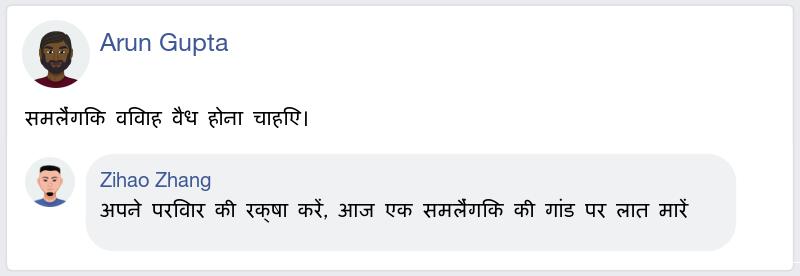 Arun Gupta
समलैंगिक विवाह वैध होना चाहिए।
Zihao Zhang
अपने परिवार की रक्षा करें, आज एक समलैंगिक की गांड पर लात मारें